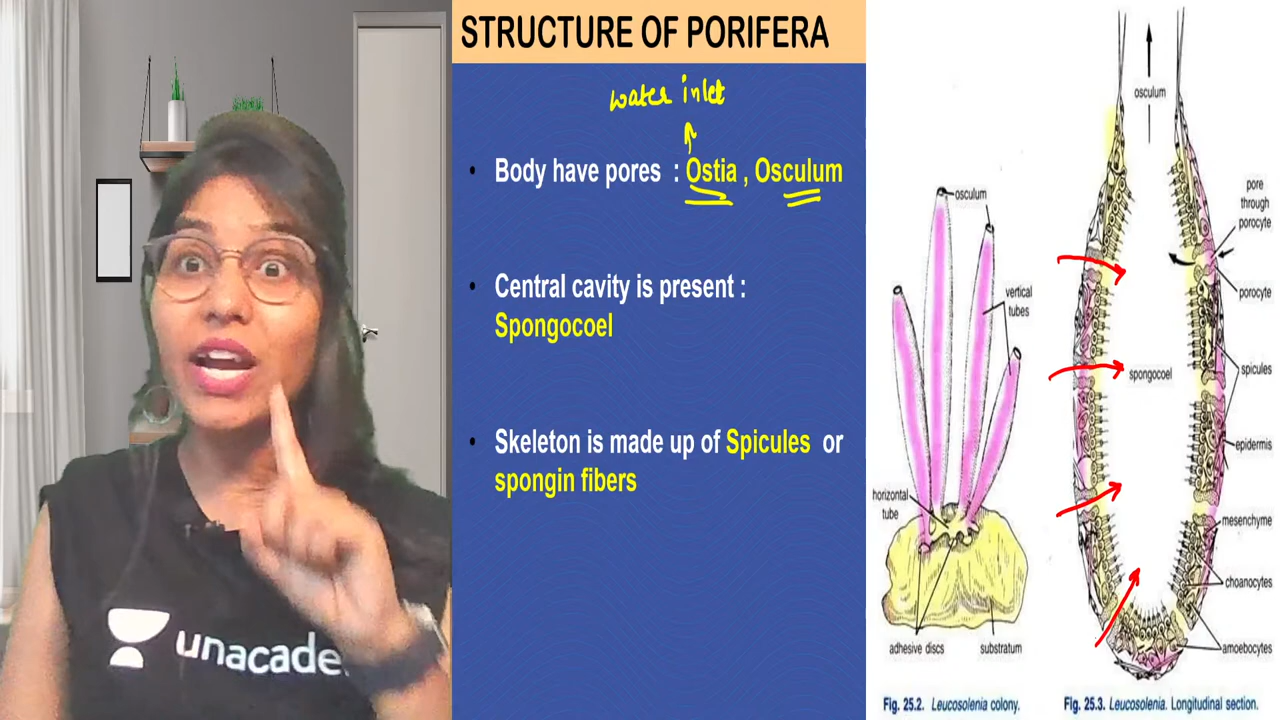 STRUCTURE OF PORIFERA
water inlet
• Body have pores : Ostia , Osculum
• Central cavity is present :
Spongocoel
• Skeleton is made up of Spicules or
spongin fibers
unacade
osculum
vertical
tubes
horizontal
tube
adhesive discs
substratum
Fig. 25.2. Leucosolenia colony.
osculum
pore
through
porocyte
porocyte
spongocoel
spicules
epidermis
mesenchyme
choanocytes
amoebocytes
Fig. 25.3. Leucosolenia. Longitudinal section.